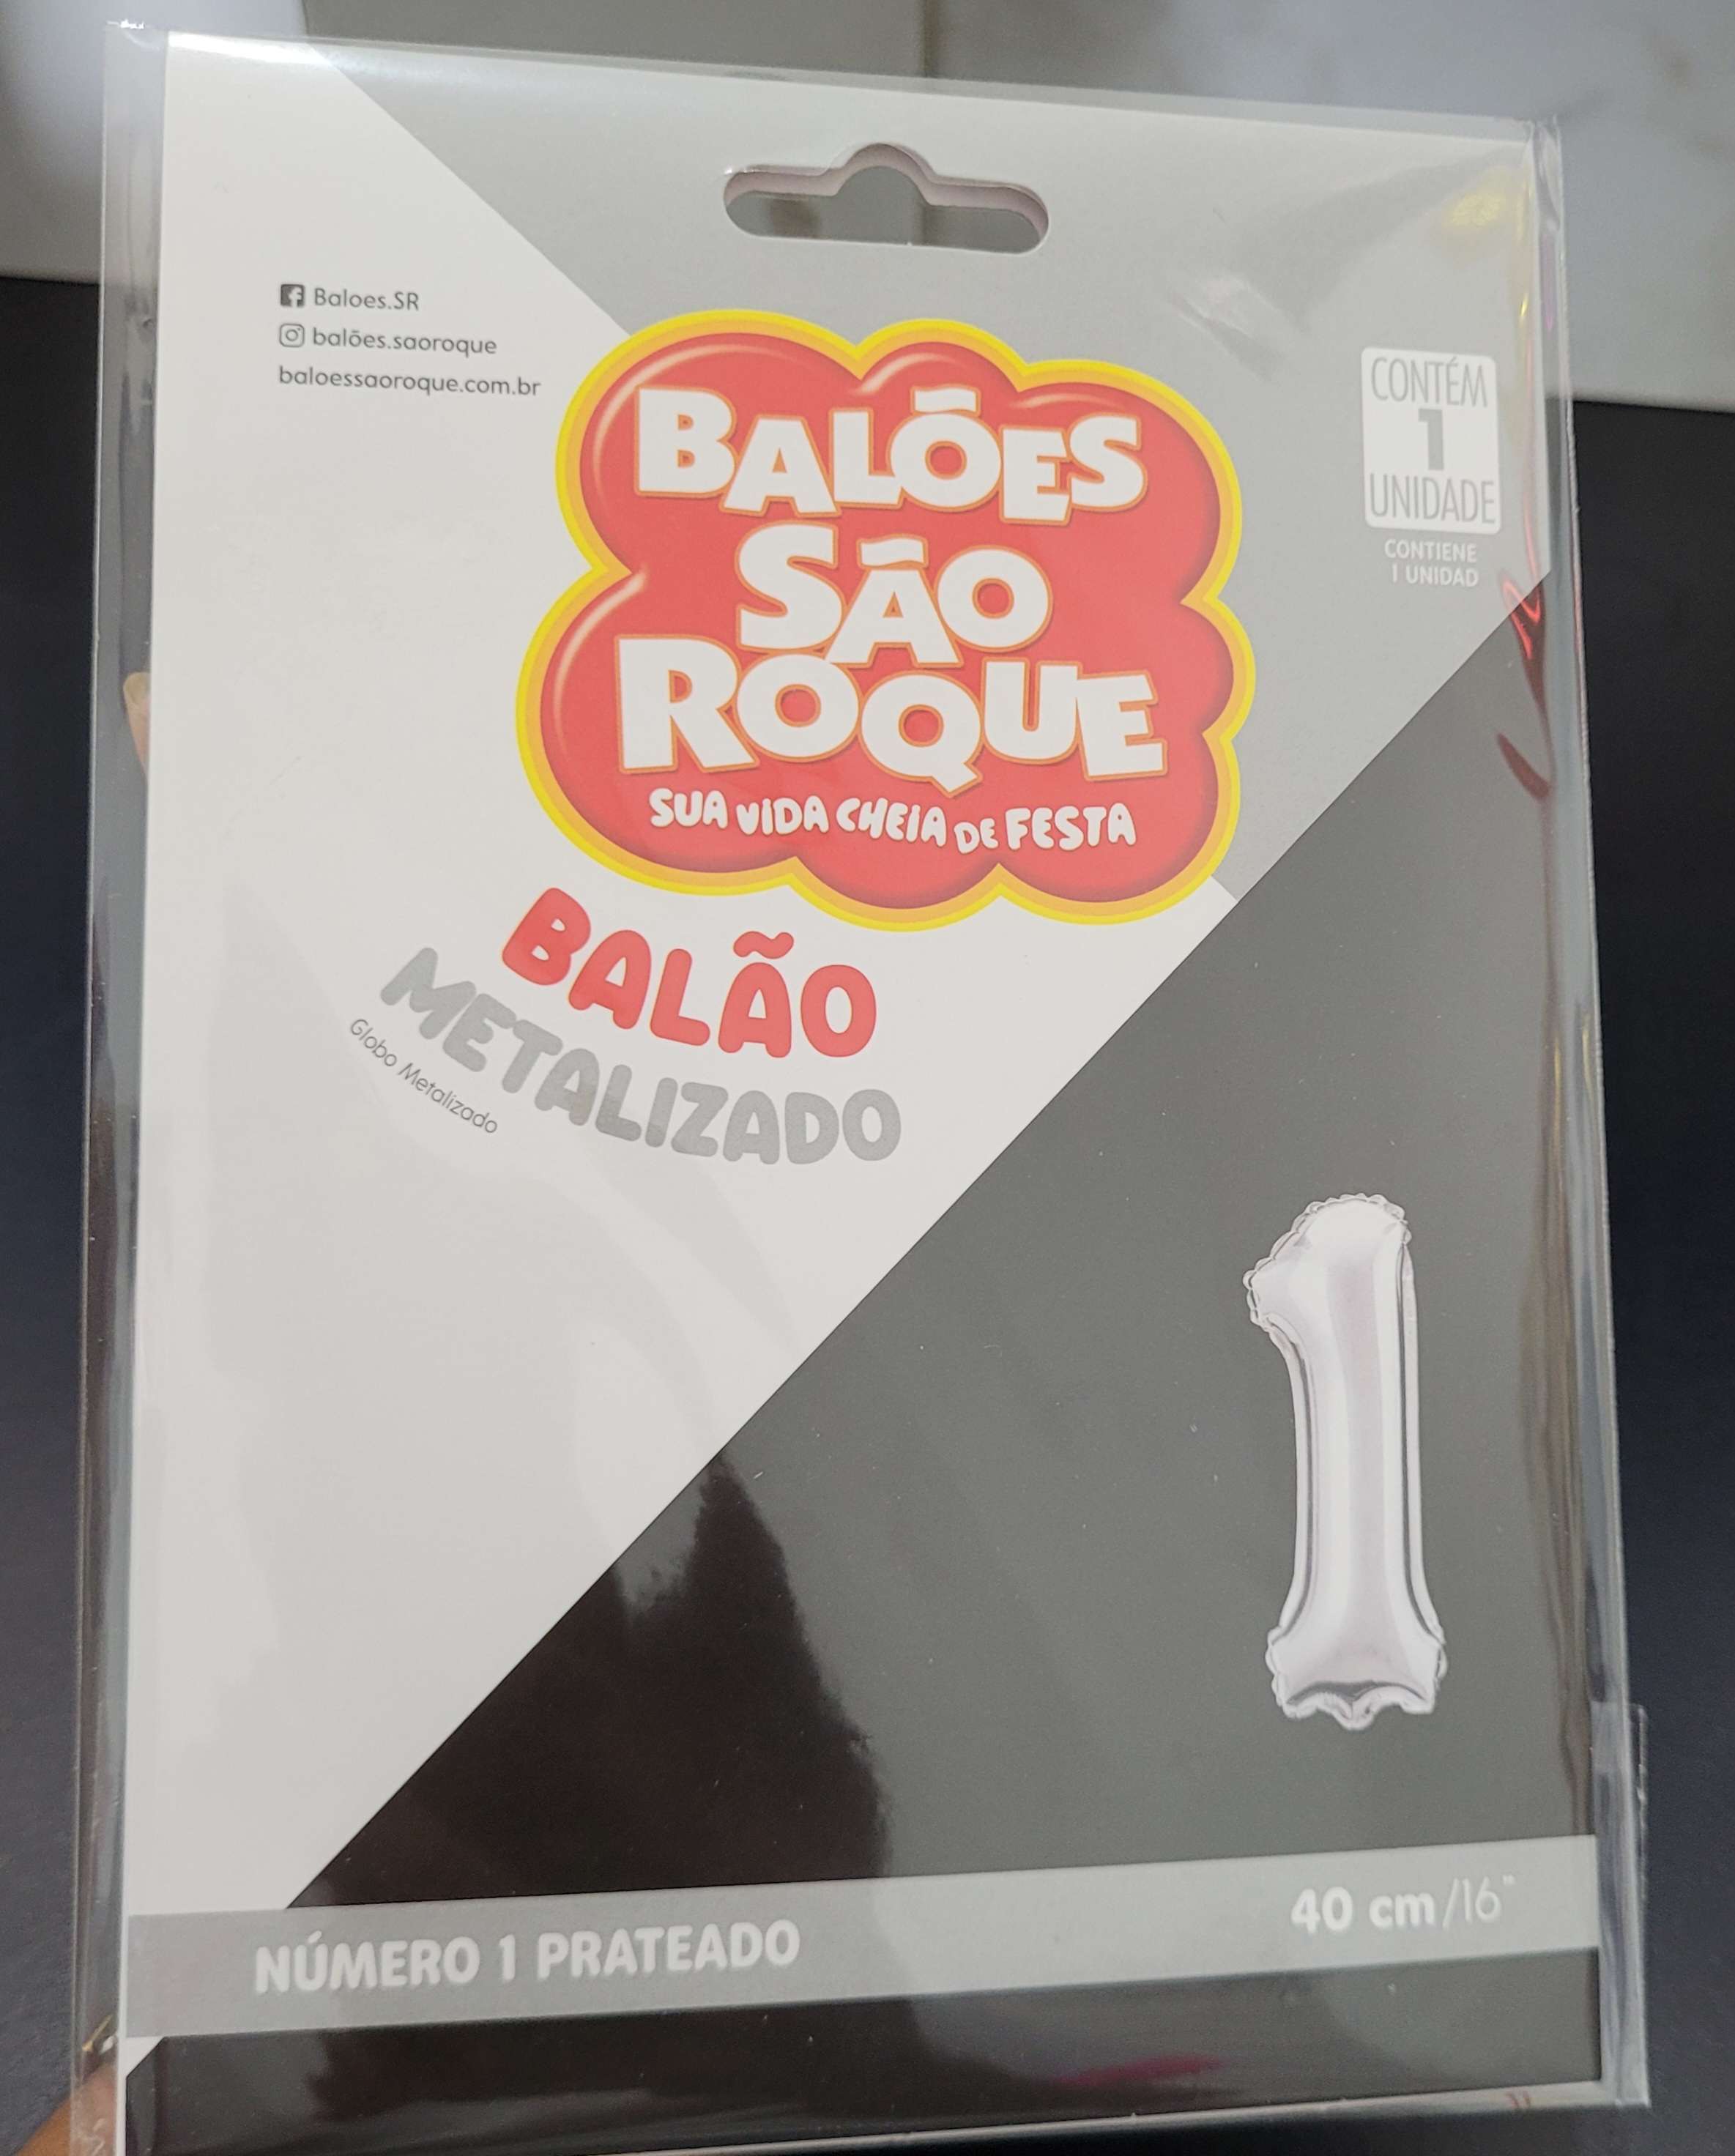 Baloes.SR
balões.saoroque
baloessaoroque.com.br
CONTÉM
1
UNIDADE
CONTIENE
1 UNIDAD
BALÕES
SÃO
ROQUE
SUA VIDA CHEIA DE FESTA
BALÃO
METALIZADO
Globo Metalizado
NÚMERO 1 PRATEADO
40 cm/16"